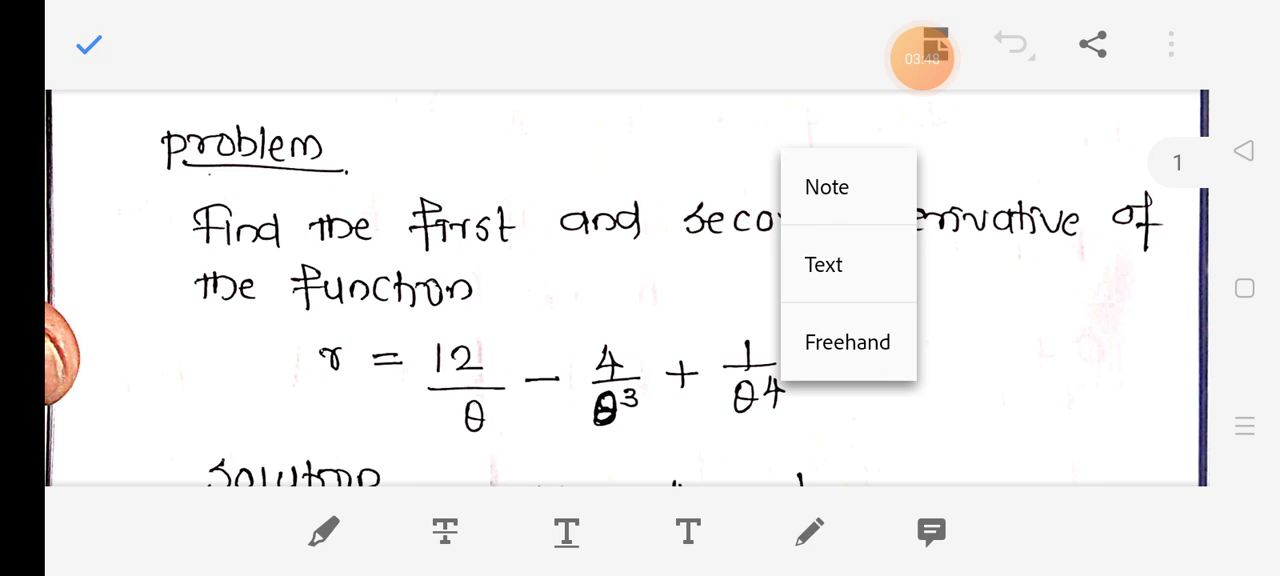 03:48
problem
1
Note
Find the first and seco erivative of
the function
Text
Freehand
r = 12/θ - 4/θ³ + 1/θ⁴
Solution
T T T